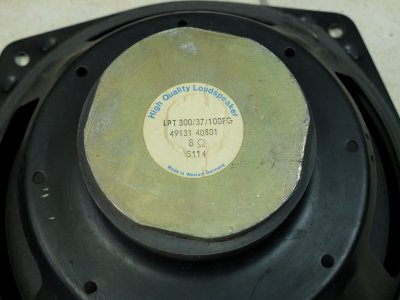 High Quality Loudspeaker
LPT 300/37/100FG
49131 40801
8 Ω
5114
Made in Western Germany